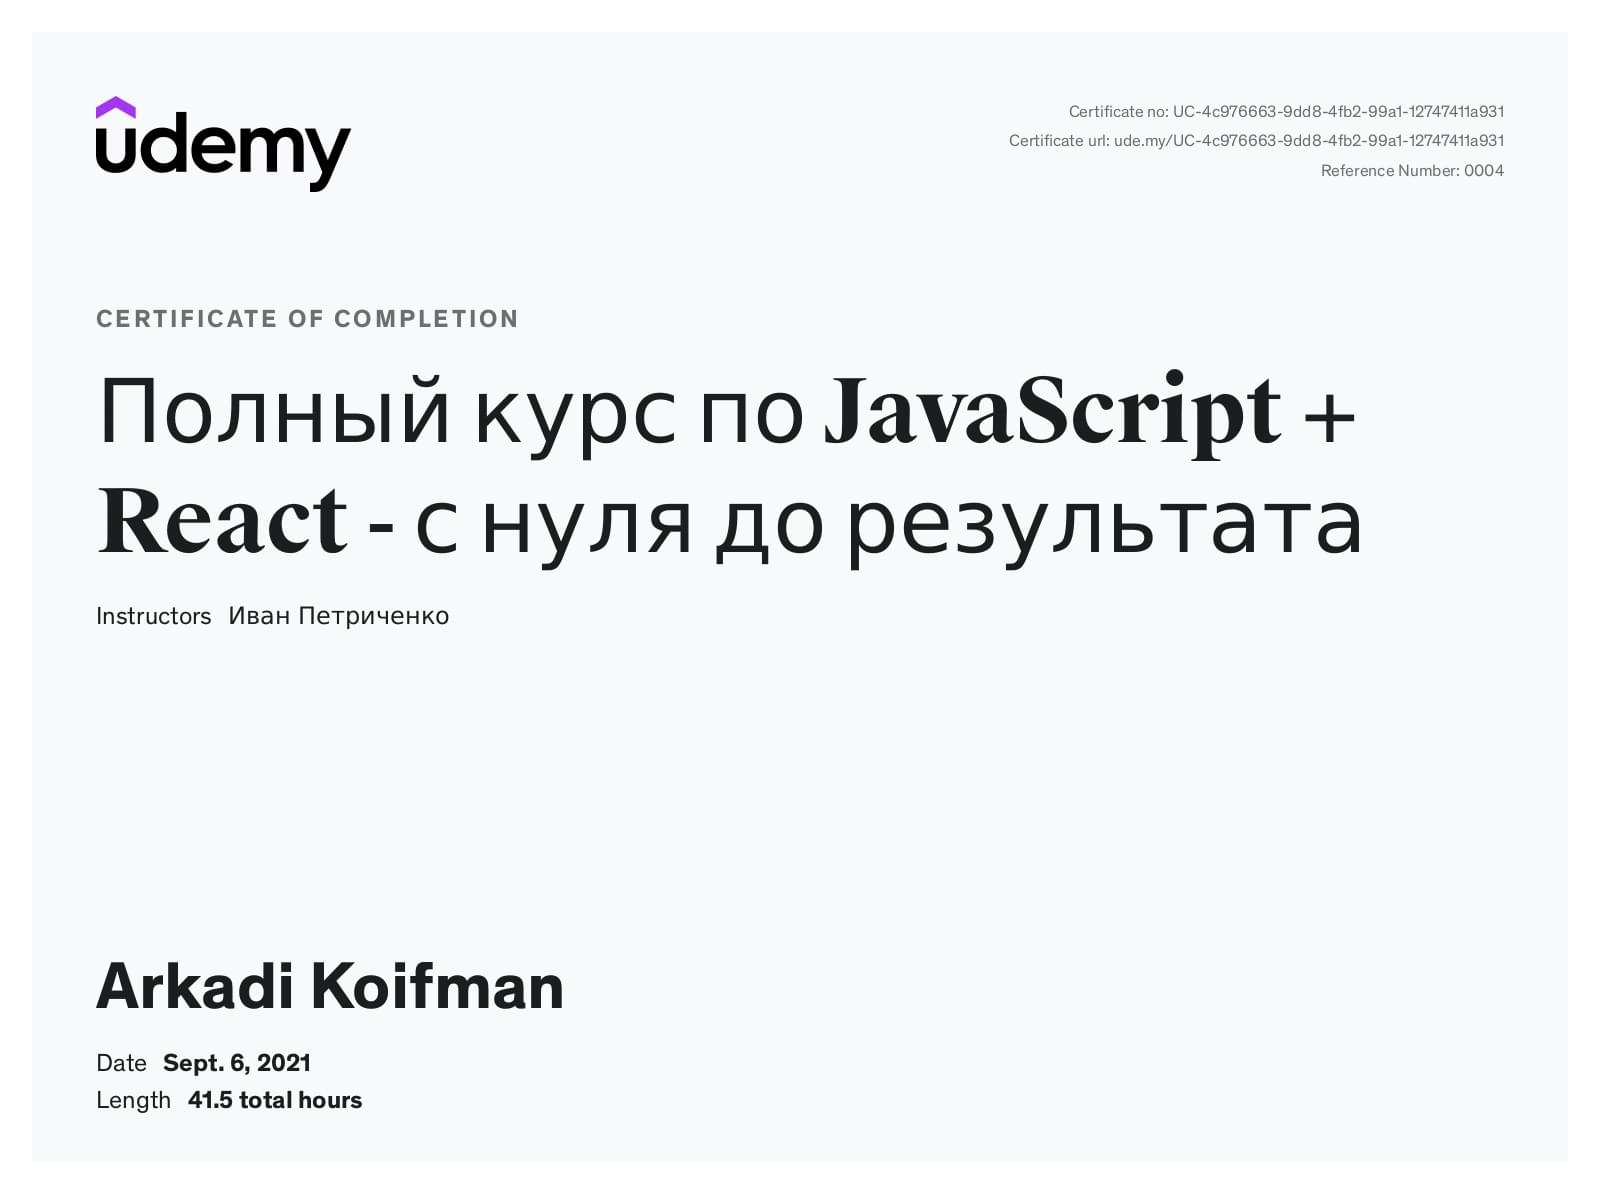 udemy
Certificate no: UC-4c976663-9dd8-4fb2-99a1-12747411a931
Certificate url: ude.my/UC-4c976663-9dd8-4fb2-99a1-12747411a931
Reference Number: 0004
CERTIFICATE OF COMPLETION
Полный курс по JavaScript +
React - с нуля до результата
Instructors Иван Петриченко
Arkadi Koifman
Date Sept. 6, 2021
Length 41.5 total hours